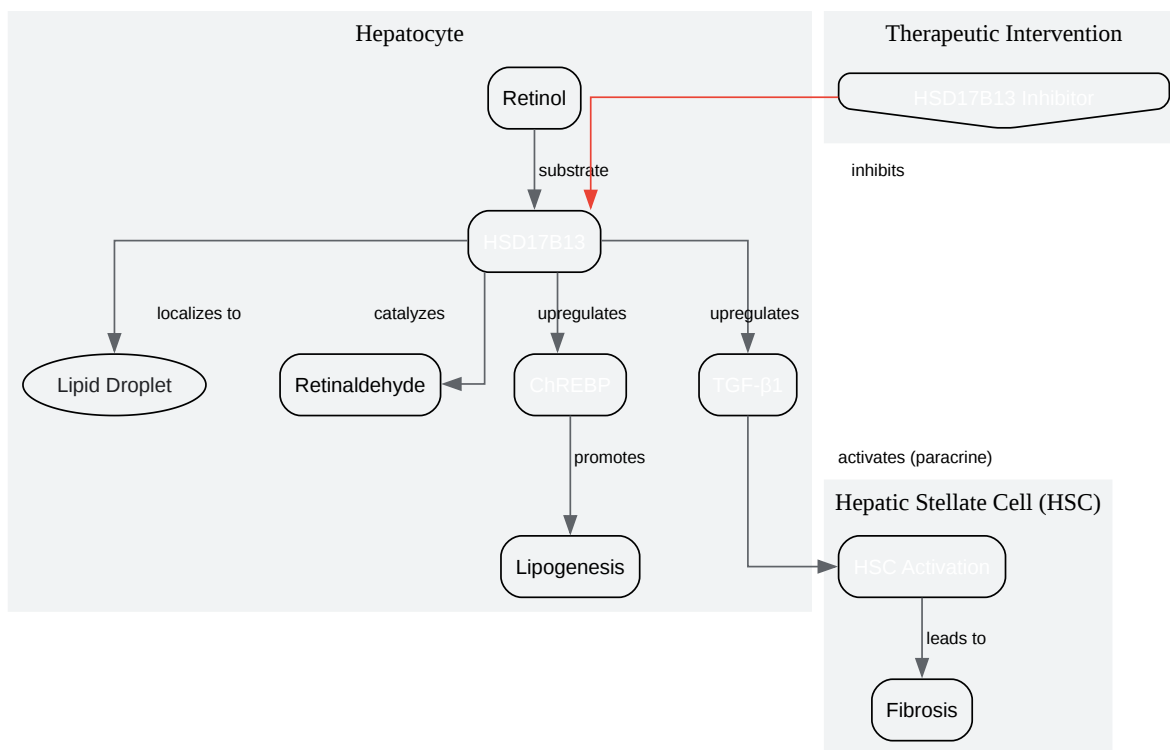 Hepatocyte
Therapeutic Intervention
Retinol
HSD17B13 Inhibitor
substrate
inhibits
HSD17B13
localizes to
catalyzes
upregulates
upregulates
Lipid Droplet
Retinaldehyde
ChREBP
TGF-β1
promotes
activates (paracrine)
Hepatic Stellate Cell (HSC)
Lipogenesis
HSC Activation
leads to
Fibrosis